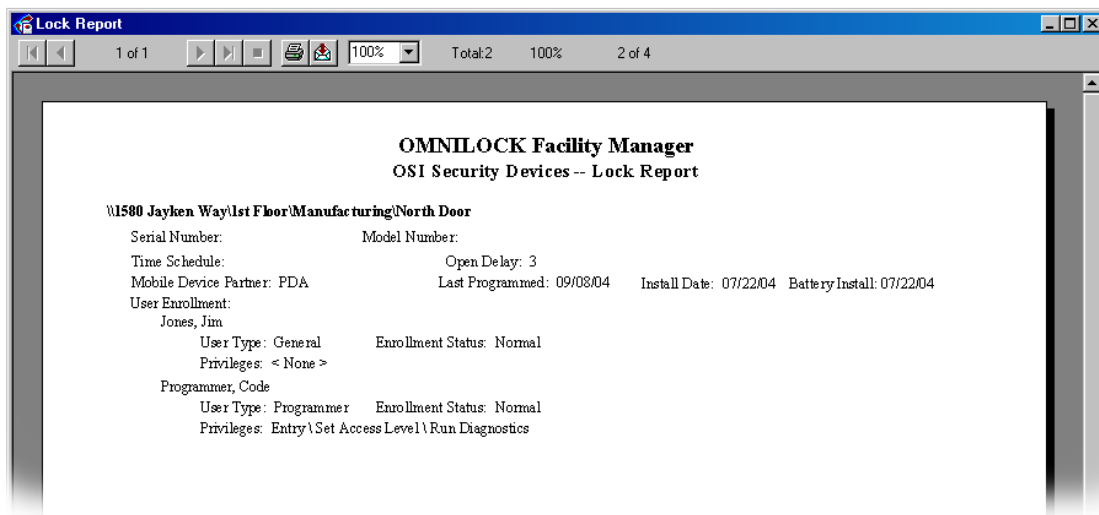 Lock Report
1 of 1 100% Total:2 100% 2 of 4
OMNILOCK Facility Manager
OSI Security Devices -- Lock Report
\\1580 Jayken Way\1st Floor\Manufacturing\North Door
Serial Number: Model Number:
Time Schedule: Open Delay: 3
Mobile Device Partner: PDA Last Programmed: 09/08/04 Install Date: 07/22/04 Battery Install: 07/22/04
User Enrollment:
Jones, Jim
User Type: General Enrollment Status: Normal
Privileges: < None >
Programmer, Code
User Type: Programmer Enrollment Status: Normal
Privileges: Entry \ Set Access Level \ Run Diagnostics